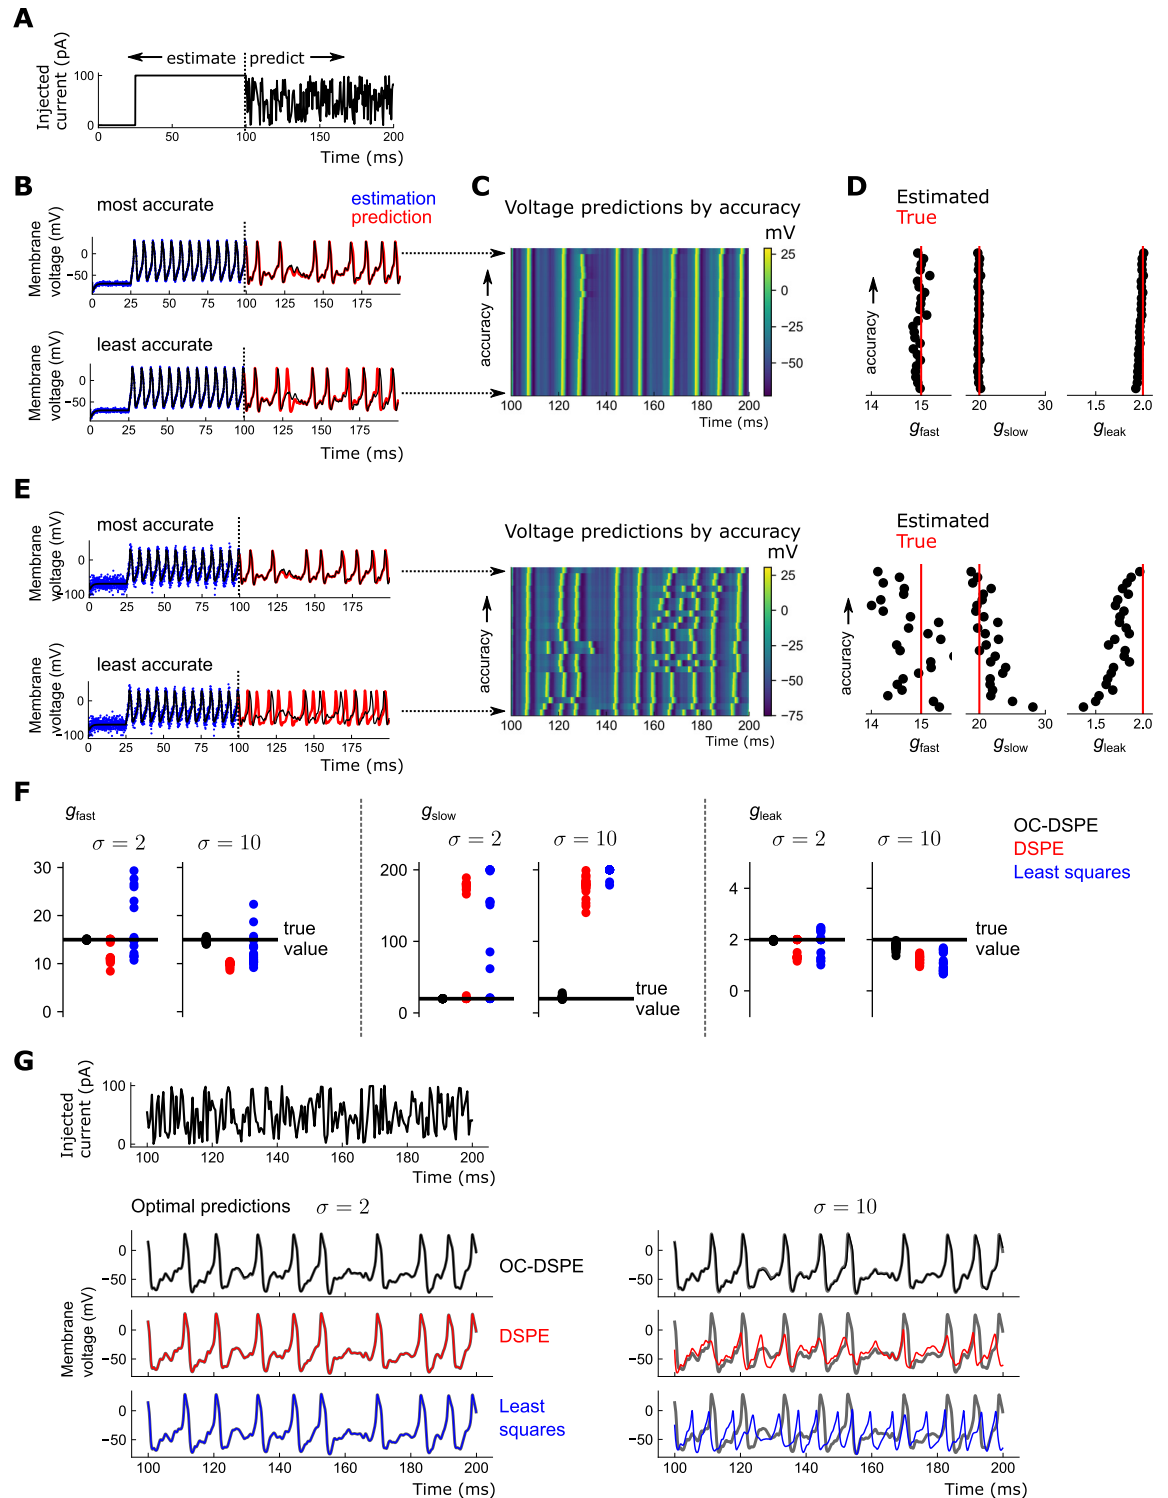 A
Injected
current (pA)
estimate predict
100
0
0 50 100 150 200
Time (ms)
B
most accurate
estimation
prediction
Membrane
voltage (mV)
0
−50
0 25 50 75 100 125 150 175
least accurate
Membrane
voltage (mV)
0
−50
0 25 50 75 100 125 150 175
Time (ms)
C
Voltage predictions by accuracy
mV
accuracy
25
0
−25
−50
100 120 140 160 180 200
Time (ms)
D
Estimated
True
accuracy
14 15 20 30 1.5 2.0
gfast gslow gleak
E
most accurate
Membrane
voltage (mV)
0
100
0 25 50 75 100 125 150 175
least accurate
Membrane
voltage (mV)
0
100
0 25 50 75 100 125 150 175
Time (ms)
Voltage predictions by accuracy
mV
accuracy
25
0
−25
−50
−75
100 120 140 160 180 200
Time (ms)
Estimated
True
accuracy
14 15 20 30 1.5 2.0
gfast gslow gleak
F
gfast
σ = 2 σ = 10
30
20
10
0
true
value
gslow
σ = 2 σ = 10
200
100
0
true
value
gleak
σ = 2 σ = 10
4
2
0
true
value
OC-DSPE
DSPE
Least squares
G
Injected
current (pA)
100
0
100 120 140 160 180 200
Time (ms)
Optimal predictions σ = 2 σ = 10
Membrane
voltage (mV)
0
−50
OC-DSPE
0
−50
0
−50
DSPE
0
−50
0
−50
Least
squares
0
−50
100 120 140 160 180 200
Time (ms)
100 120 140 160 180 200
Time (ms)